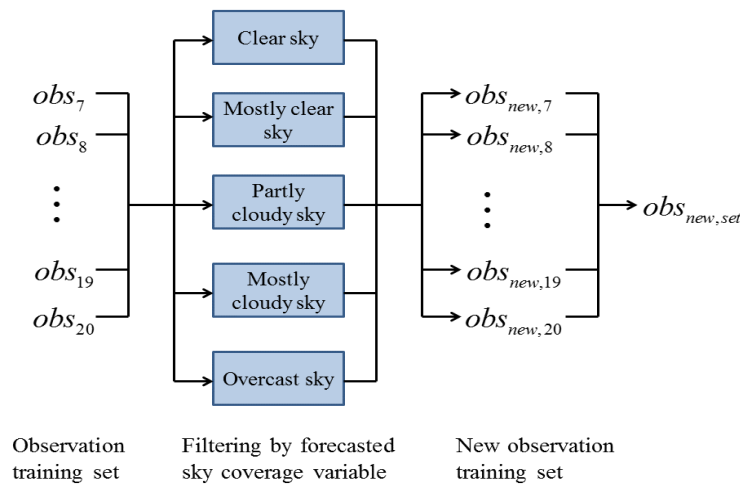 Clear sky
Mostly clear
sky
Partly
cloudy sky
Mostly
cloudy sky
Overcast sky
obs7
obs8
⋮
obs19
obs20
obsnew,7
obsnew,8
⋮
obsnew,19
obsnew,20
obsnew,set
Observation
training set
Filtering by forecasted
sky coverage variable
New observation
training set